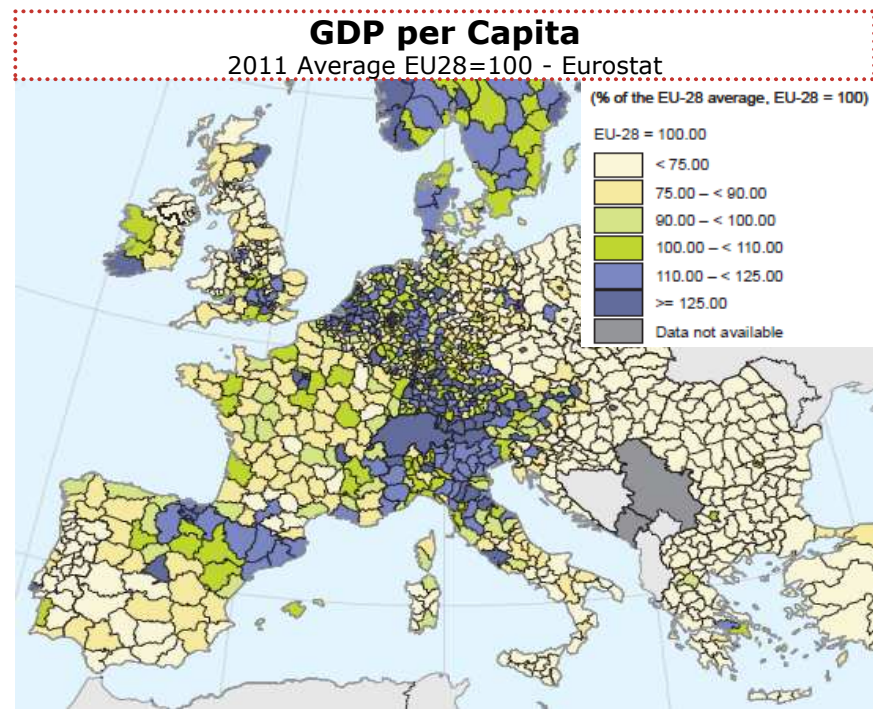 GDP per Capita
2011 Average EU28=100 - Eurostat
(% of the EU-28 average, EU-28 = 100)
EU-28 = 100.00
< 75.00
75.00 – < 90.00
90.00 – < 100.00
100.00 – < 110.00
110.00 – < 125.00
>= 125.00
Data not available